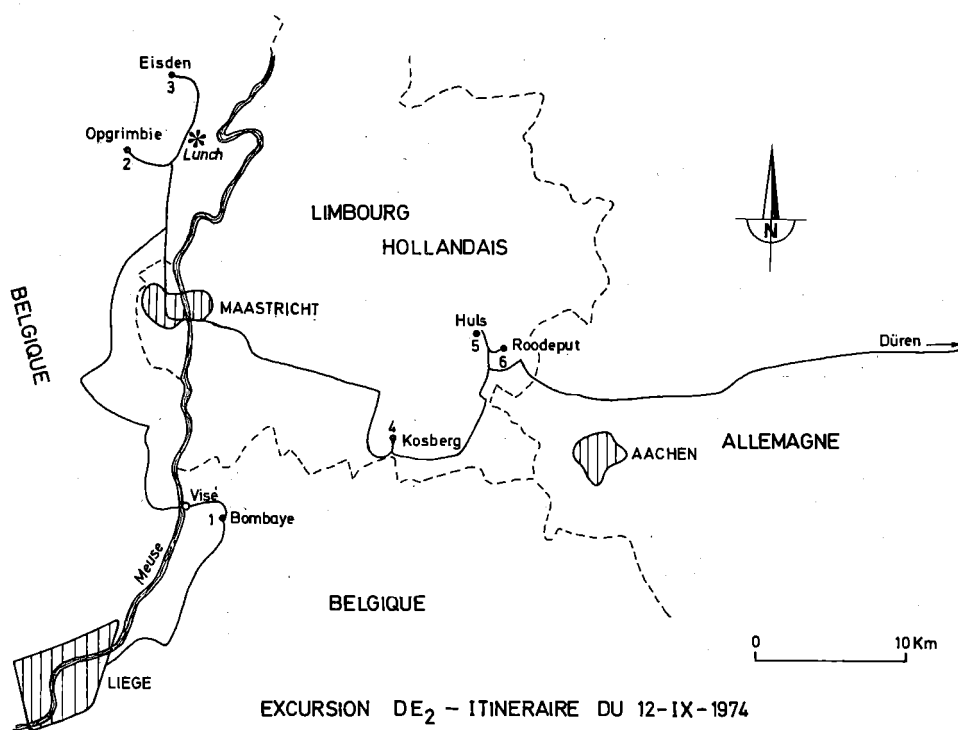 Eisden
3
Opgrimbie
2
Lunch
LIMBOURG
HOLLANDAIS
N
BELGIQUE
MAASTRICHT
Huls
5
Roodeput
6
Düren
4
Kosberg
AACHEN
ALLEMAGNE
Visé
1
Bombaye
Meuse
BELGIQUE
0 10 Km
LIEGE
EXCURSION DE₂ - ITINERAIRE DU 12-IX-1974